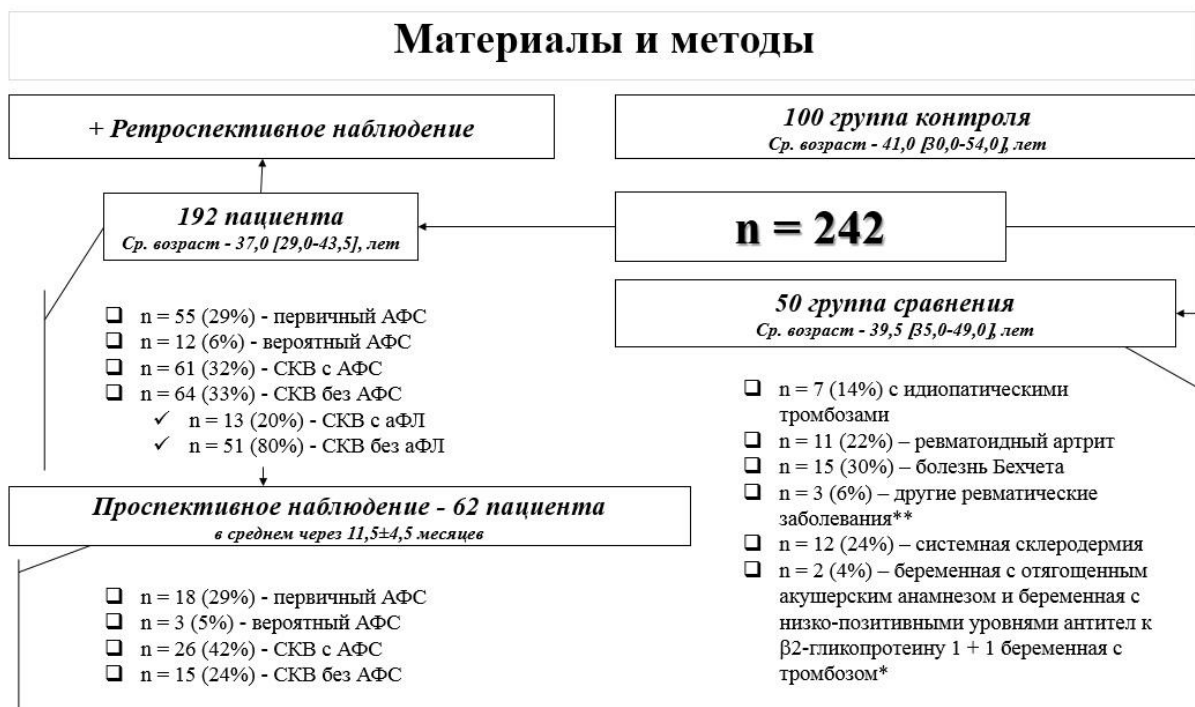 Материалы и методы
+ Ретроспективное наблюдение
100 группа контроля
Ср. возраст - 41,0 [30,0-54,0], лет
192 пациента
Ср. возраст - 37,0 [29,0-43,5], лет
n = 242
50 группа сравнения
Ср. возраст - 39,5 [35,0-49,0], лет
❑ n = 55 (29%) - первичный АФС
❑ n = 12 (6%) - вероятный АФС
❑ n = 61 (32%) - СКВ с АФС
❑ n = 64 (33%) - СКВ без АФС
✓ n = 13 (20%) - СКВ с аФЛ
✓ n = 51 (80%) - СКВ без аФЛ
Проспективное наблюдение - 62 пациента
в среднем через 11,5±4,5 месяцев
❑ n = 18 (29%) - первичный АФС
❑ n = 3 (5%) - вероятный АФС
❑ n = 26 (42%) - СКВ с АФС
❑ n = 15 (24%) - СКВ без АФС
❑ n = 7 (14%) с идиопатическими
тромбозами
❑ n = 11 (22%) – ревматоидный артрит
❑ n = 15 (30%) – болезнь Бехчета
❑ n = 3 (6%) – другие ревматические
заболевания**
❑ n = 12 (24%) – системная склеродермия
❑ n = 2 (4%) – беременная с отягощенным
акушерским анамнезом и беременная с
низко-позитивными уровнями антител к
β2-гликопротеину 1 + 1 беременная с
тромбозом*